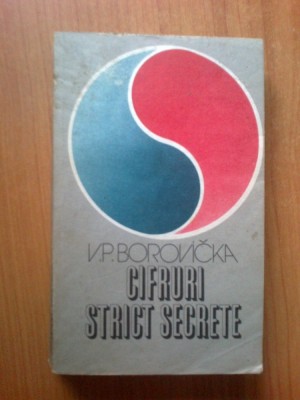 V.P. BOROVIČKA
CIFRURI
STRICT SECRETE